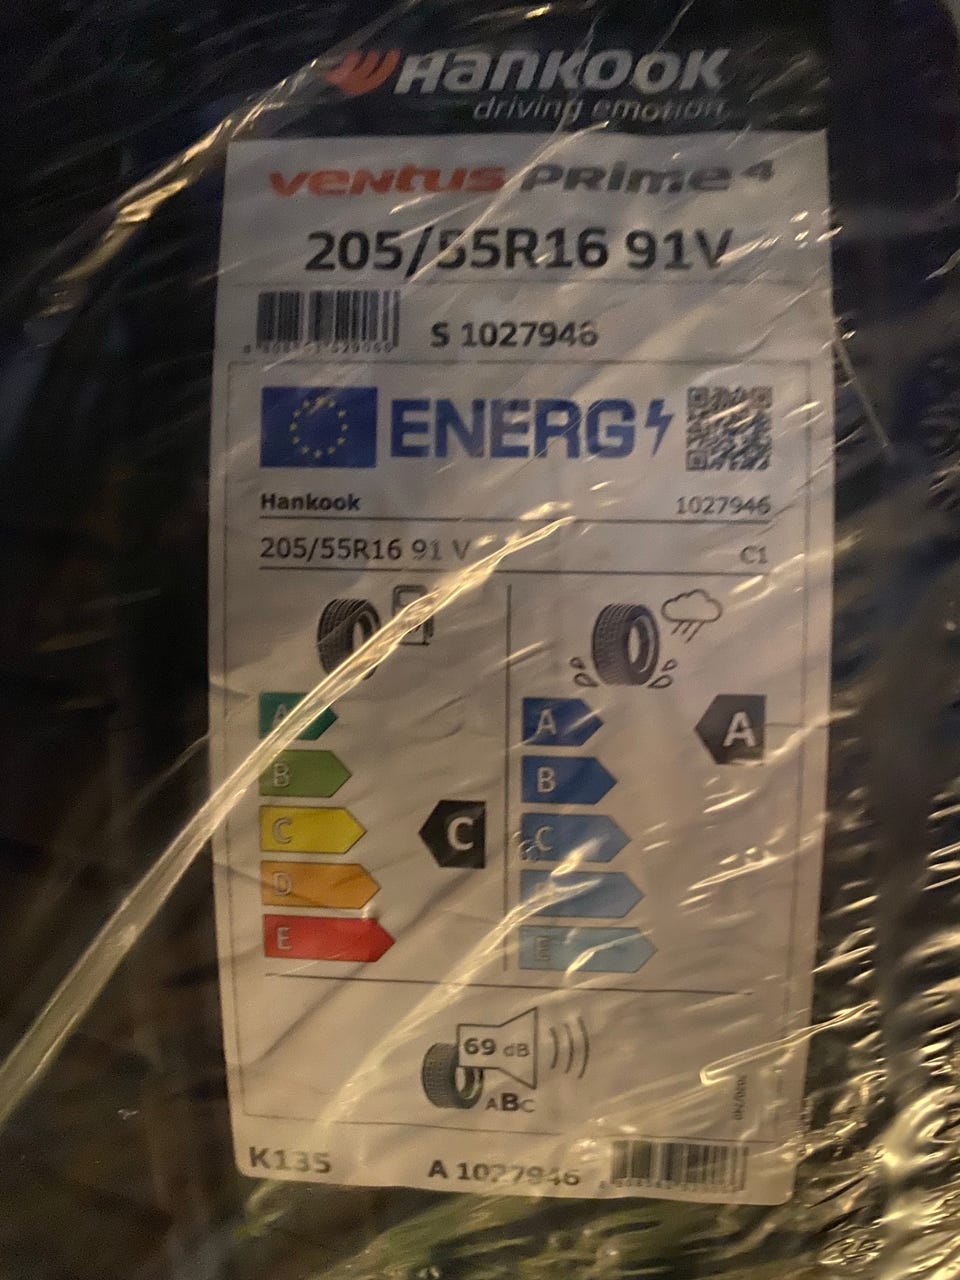 Hankook
driving emotion
ventus Prime 4
205/55R16 91V
S 1027946
ENERG
Hankook 1027946
205/55R16 91 V C1
A A A
B B
C C C
D
E
69 dB
ABC
K135 A 1027946